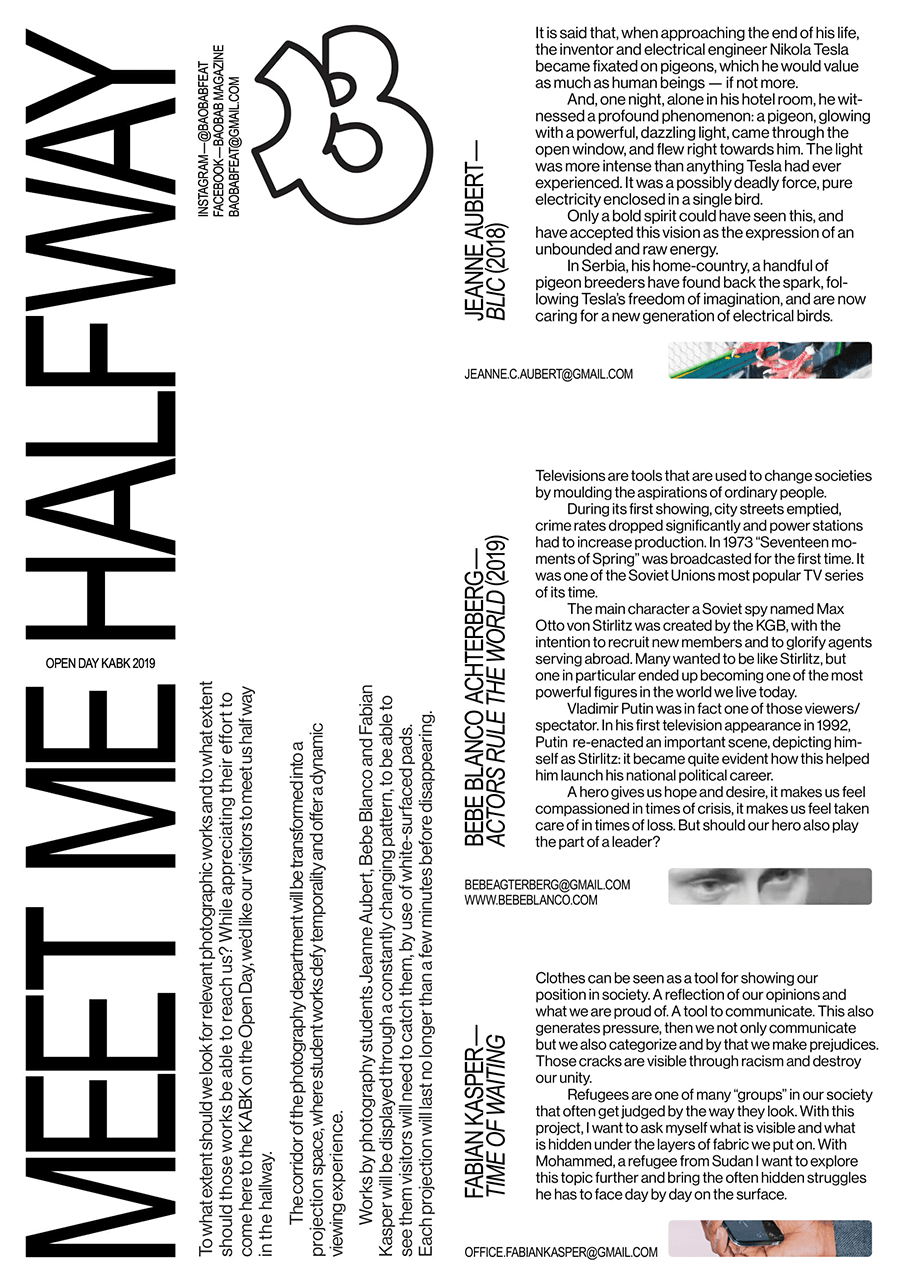 MEET ME HALFWAY
OPEN DAY KABK 2019
INSTAGRAM—@BAOBABFEAT
FACEBOOK—BAOBAB MAGAZINE
BAOBABFEAT@GMAIL.COM
To what extent should we look for relevant photographic works and to what extent
should those works be able to reach us? While appreciating their effort to
come here to the KABK on the Open Day, we'd like our visitors to meet us half way
in the hallway.
The corridor of the photography department will be transformed into a
projection space, where student works defy temporality and offer a dynamic
viewing experience.
Works by photography students Jeanne Aubert, Bebe Blanco and Fabian
Kasper will be displayed through a constantly changing pattern, to be able to
see them visitors will need to catch them, by use of white-surfaced pads.
Each projection will last no longer than a few minutes before disappearing.
JEANNE AUBERT—
BLIC (2018)
It is said that, when approaching the end of his life,
the inventor and electrical engineer Nikola Tesla
became fixated on pigeons, which he would value
as much as human beings — if not more.
And, one night, alone in his hotel room, he wit-
nessed a profound phenomenon: a pigeon, glowing
with a powerful, dazzling light, came through the
open window, and flew right towards him. The light
was more intense than anything Tesla had ever
experienced. It was a possibly deadly force, pure
electricity enclosed in a single bird.
Only a bold spirit could have seen this, and
have accepted this vision as the expression of an
unbounded and raw energy.
In Serbia, his home-country, a handful of
pigeon breeders have found back the spark, fol-
lowing Tesla's freedom of imagination, and are now
caring for a new generation of electrical birds.
JEANNE.C.AUBERT@GMAIL.COM
BEBE BLANCO ACHTERBERG—
ACTORS RULE THE WORLD (2019)
Televisions are tools that are used to change societies
by moulding the aspirations of ordinary people.
During its first showing, city streets emptied,
crime rates dropped significantly and power stations
had to increase production. In 1973 “Seventeen mo-
ments of Spring” was broadcasted for the first time. It
was one of the Soviet Unions most popular TV series
of its time.
The main character a Soviet spy named Max
Otto von Stirlitz was created by the KGB, with the
intention to recruit new members and to glorify agents
serving abroad. Many wanted to be like Stirlitz, but
one in particular ended up becoming one of the most
powerful figures in the world we live today.
Vladimir Putin was in fact one of those viewers/
spectator. In his first television appearance in 1992,
Putin re-enacted an important scene, depicting him-
self as Stirlitz: it became quite evident how this helped
him launch his national political career.
A hero gives us hope and desire, it makes us feel
compassioned in times of crisis, it makes us feel taken
care of in times of loss. But should our hero also play
the part of a leader?
BEBEAGTERBERG@GMAIL.COM
WWW.BEBEBLANCO.COM
FABIAN KASPER—
TIME OF WAITING
Clothes can be seen as a tool for showing our
position in society. A reflection of our opinions and
what we are proud of. A tool to communicate. This also
generates pressure, then we not only communicate
but we also categorize and by that we make prejudices.
Those cracks are visible through racism and destroy
our unity.
Refugees are one of many “groups” in our society
that often get judged by the way they look. With this
project, I want to ask myself what is visible and what
is hidden under the layers of fabric we put on. With
Mohammed, a refugee from Sudan I want to explore
this topic further and bring the often hidden struggles
he has to face day by day on the surface.
OFFICE.FABIANKASPER@GMAIL.COM